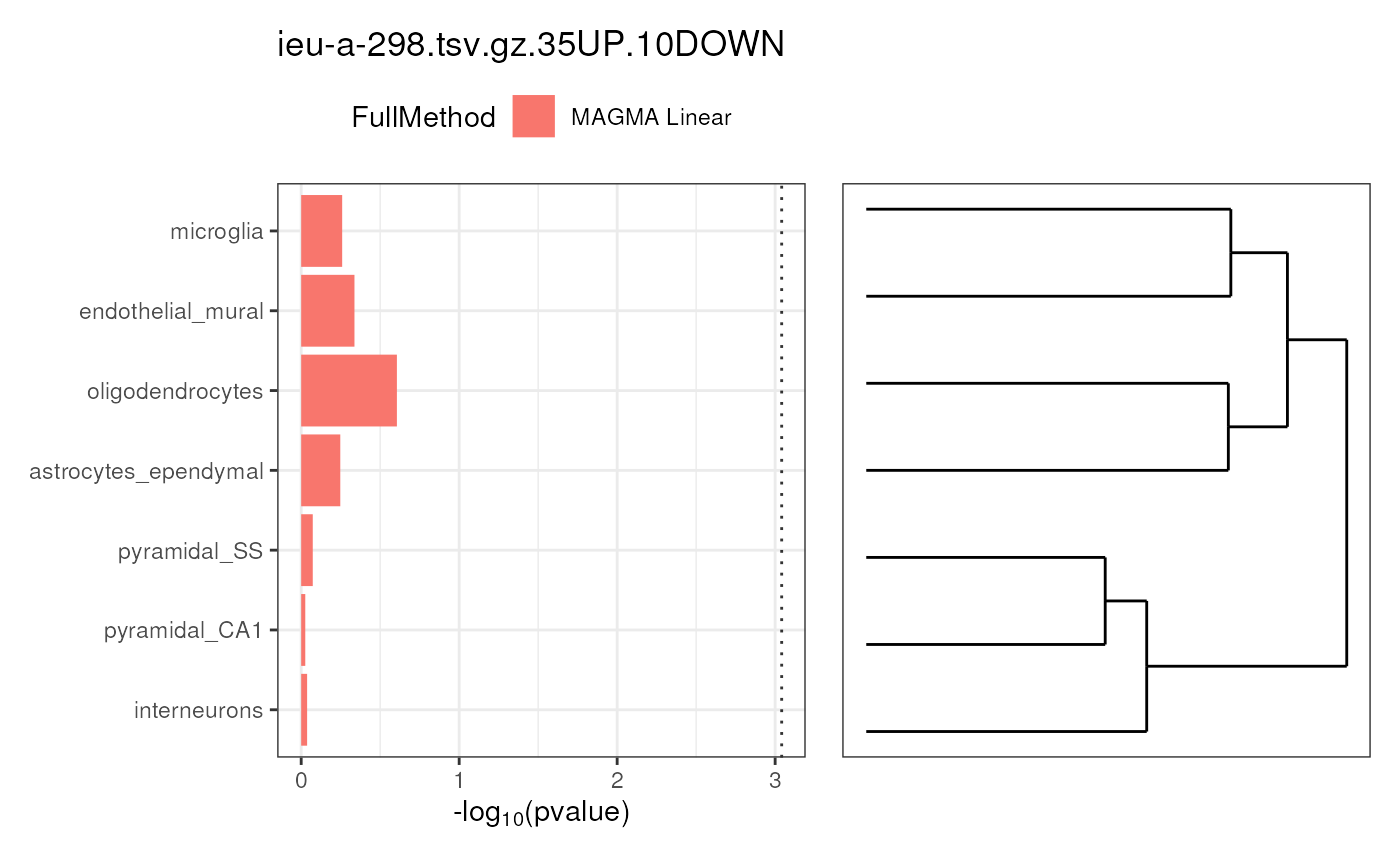 ieu-a-298.tsv.gz.35UP.10DOWN
FullMethod MAGMA Linear
microglia
endothelial_mural
oligodendrocytes
astrocytes_ependymal
pyramidal_SS
pyramidal_CA1
interneurons
0 1 2 3
-log₁₀(pvalue)